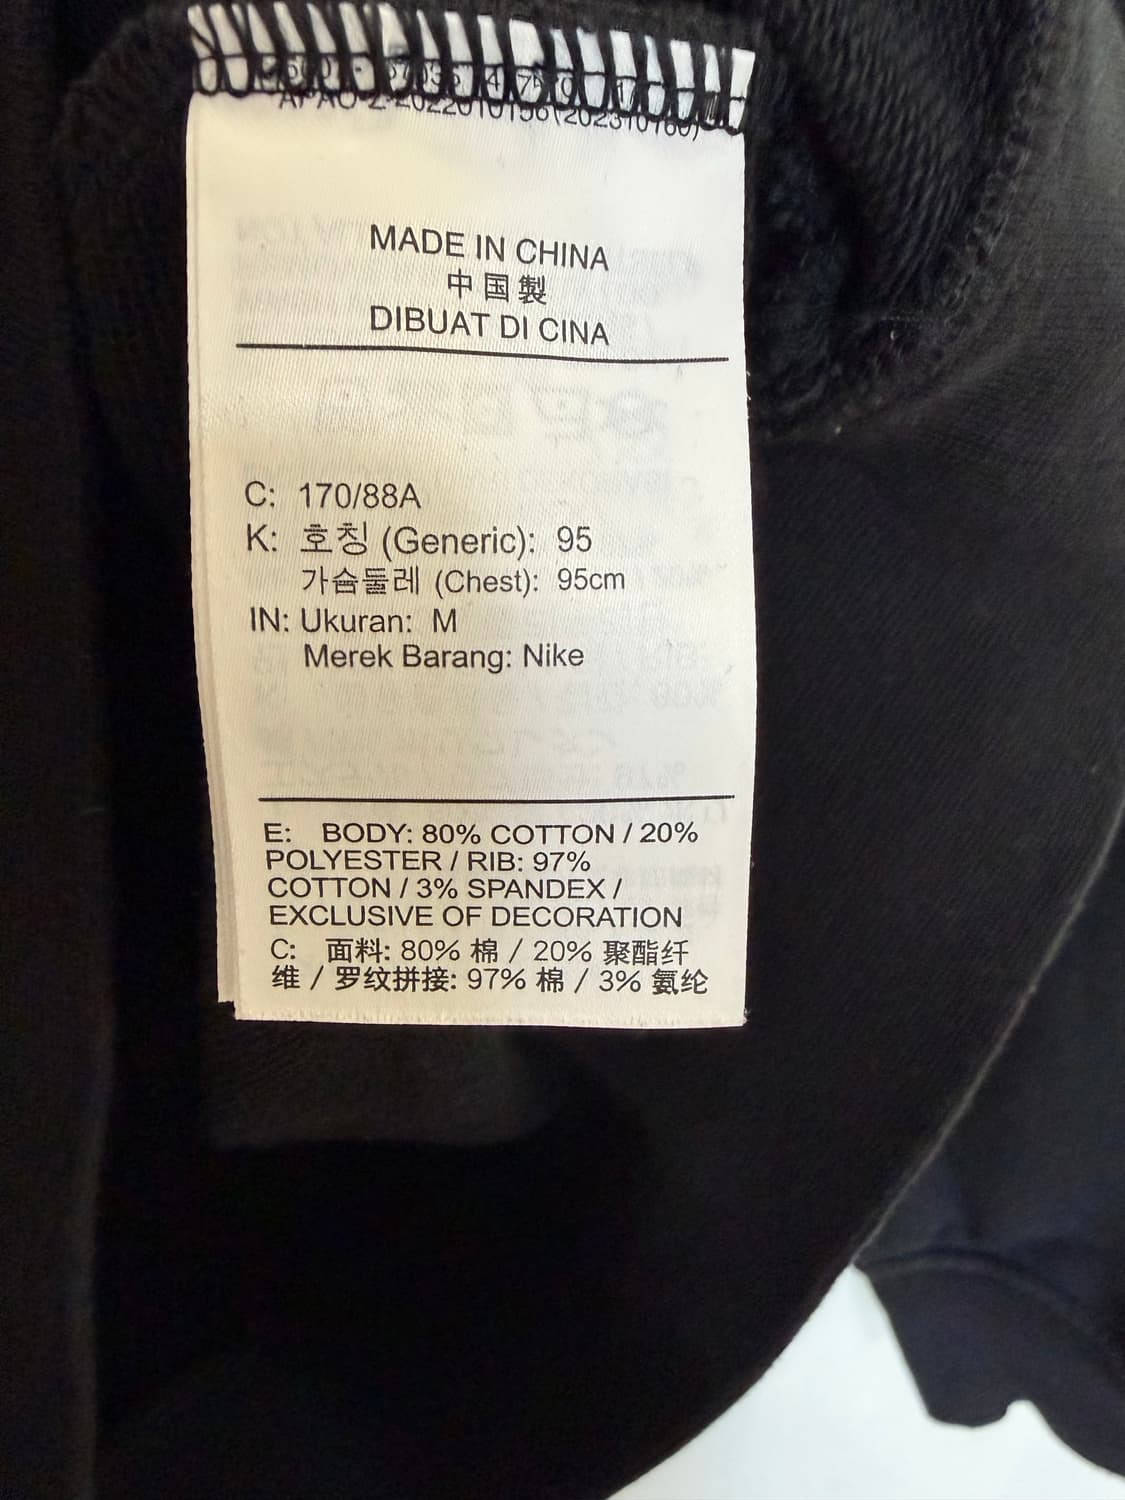 MADE IN CHINA
中国製
DIBUAT DI CINA
C: 170/88A
K: 호칭 (Generic): 95
가슴둘레 (Chest): 95cm
IN: Ukuran: M
Merek Barang: Nike
E: BODY: 80% COTTON / 20%
POLYESTER / RIB: 97%
COTTON / 3% SPANDEX /
EXCLUSIVE OF DECORATION
C: 面料: 80% 棉 / 20% 聚酯纤
维 / 罗纹拼接: 97% 棉 / 3% 氨纶